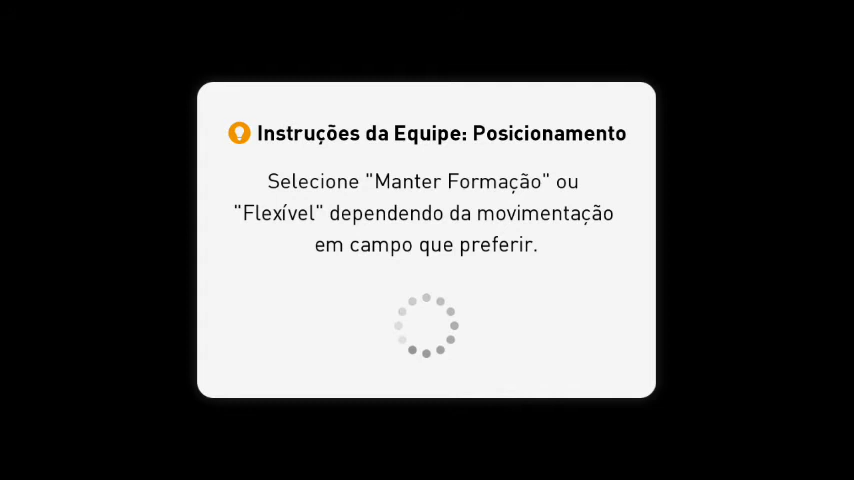 Instruções da Equipe: Posicionamento
Selecione "Manter Formação" ou
"Flexível" dependendo da movimentação
em campo que preferir.